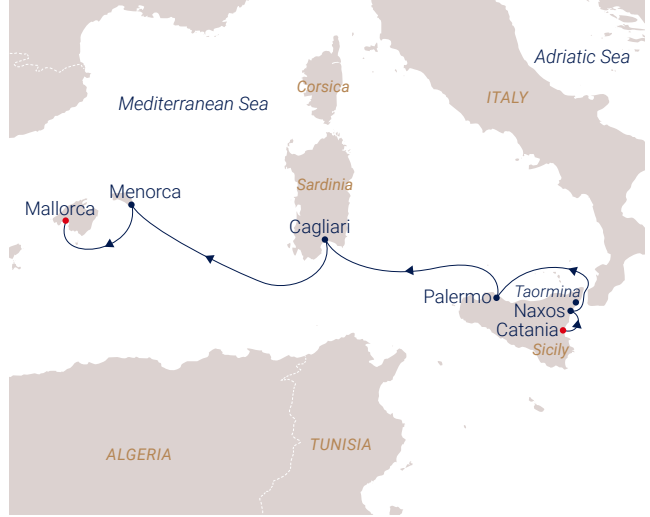 Adriatic Sea
Corsica
ITALY
Mediterranean Sea
Sardinia
Menorca
Mallorca
Cagliari
Taormina
Palermo
Naxos
Catania
Sicily
TUNISIA
ALGERIA